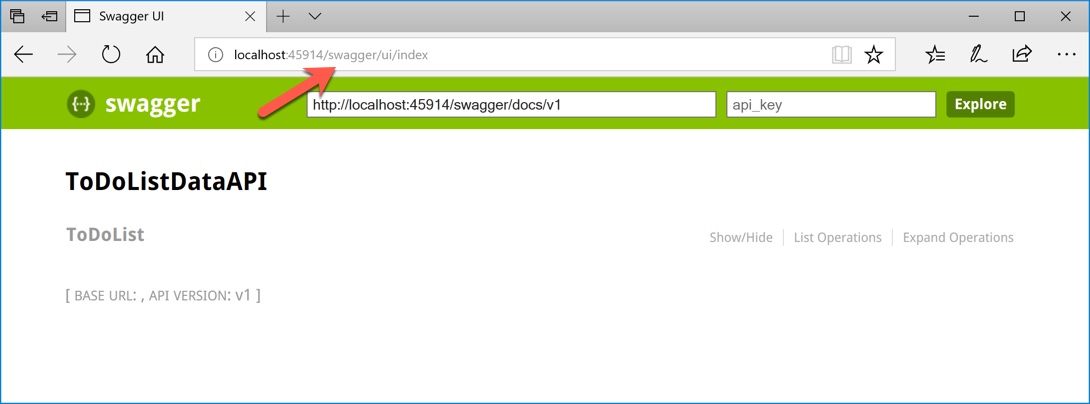 Swagger UI
localhost:45914/swagger/ui/index
swagger
http://localhost:45914/swagger/docs/v1
api_key
Explore
ToDoListDataAPI
ToDoList
Show/Hide
List Operations
Expand Operations
[ BASE URL: , API VERSION: v1 ]